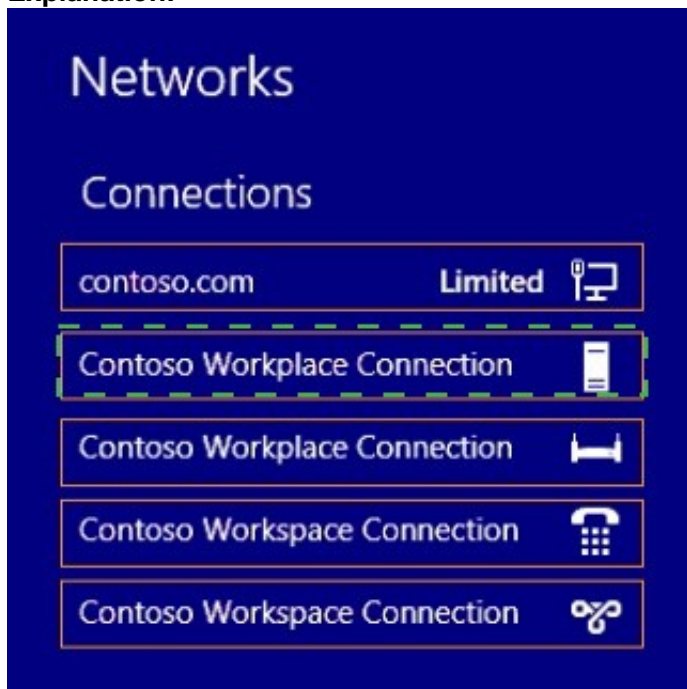 Explanation:
Networks
Connections
contoso.com Limited
Contoso Workplace Connection
Contoso Workplace Connection
Contoso Workspace Connection
Contoso Workspace Connection